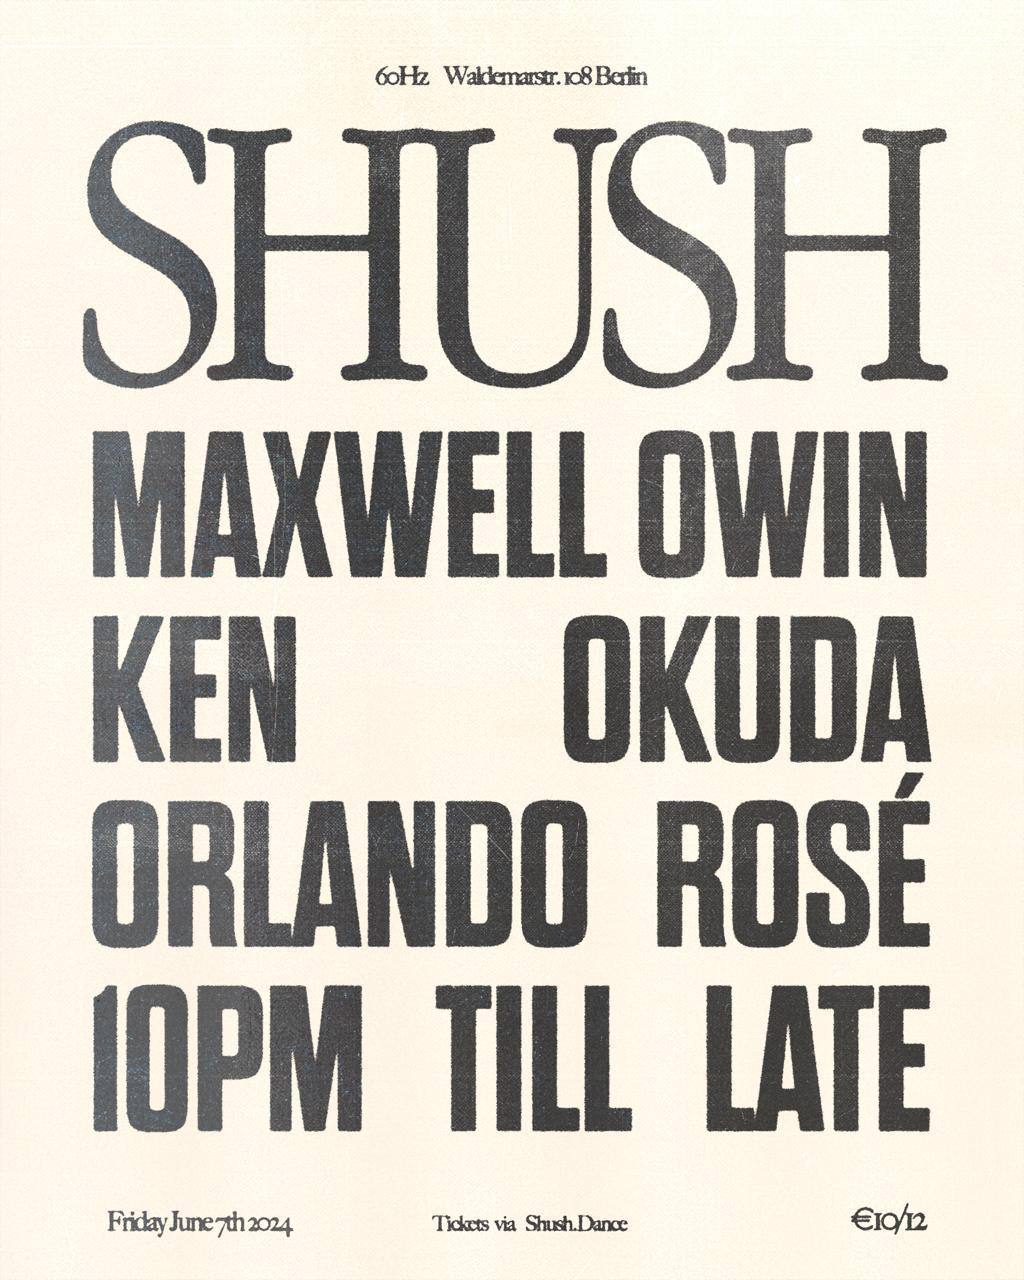 60Hz Waldemarstr. 108 Berlin
SHUSH
MAXWELL OWIN
KEN OKUDA
ORLANDO ROSÉ
10PM TILL LATE
Friday June 7th 2024 Tickets via Shush.Dance €10/12